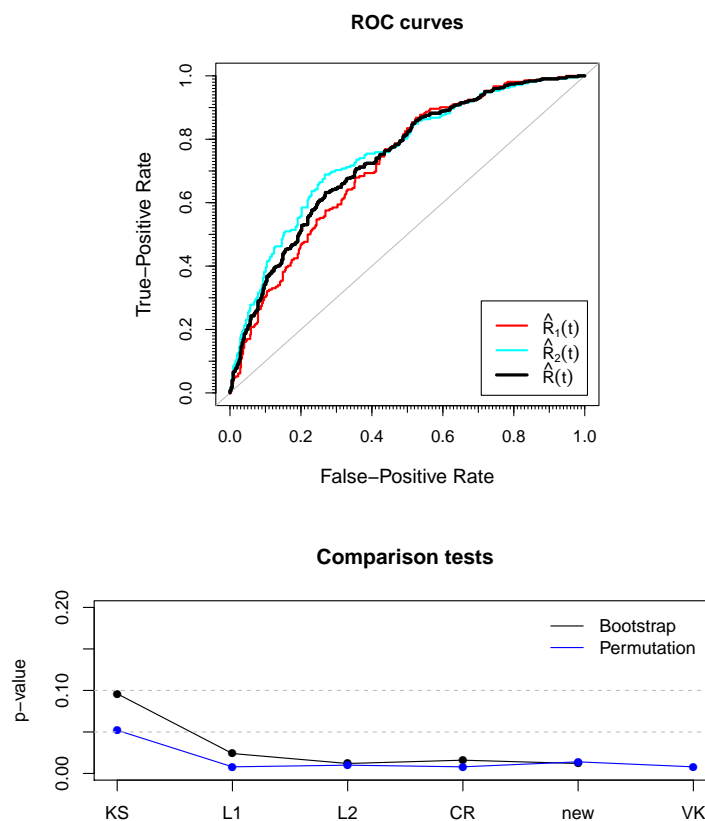 ROC curves
True−Positive Rate
1.0
0.8
0.6
0.4
0.2
0.0
R̂₁(t)
R̂₂(t)
R̂(t)
0.0 0.2 0.4 0.6 0.8 1.0
False−Positive Rate
Comparison tests
p−value
0.20
0.10
0.00
Bootstrap
Permutation
KS L1 L2 CR new VK